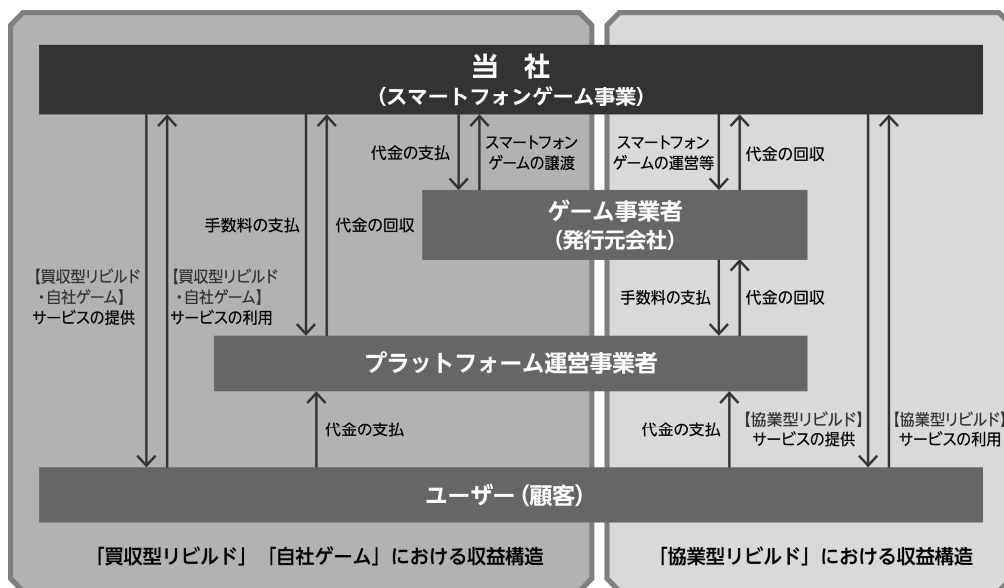 当　社
（スマートフォンゲーム事業）
代金の支払
スマートフォン
ゲームの譲渡
スマートフォン
ゲームの運営等
代金の回収
ゲーム事業者
（発行元会社）
手数料の支払
代金の回収
【買収型リビルド
・自社ゲーム】
サービスの提供
【買収型リビルド
・自社ゲーム】
サービスの利用
手数料の支払
代金の回収
プラットフォーム運営事業者
代金の支払
代金の支払
【協業型リビルド】
サービスの提供
【協業型リビルド】
サービスの利用
ユーザー（顧客）
「買収型リビルド」「自社ゲーム」における収益構造
「協業型リビルド」における収益構造